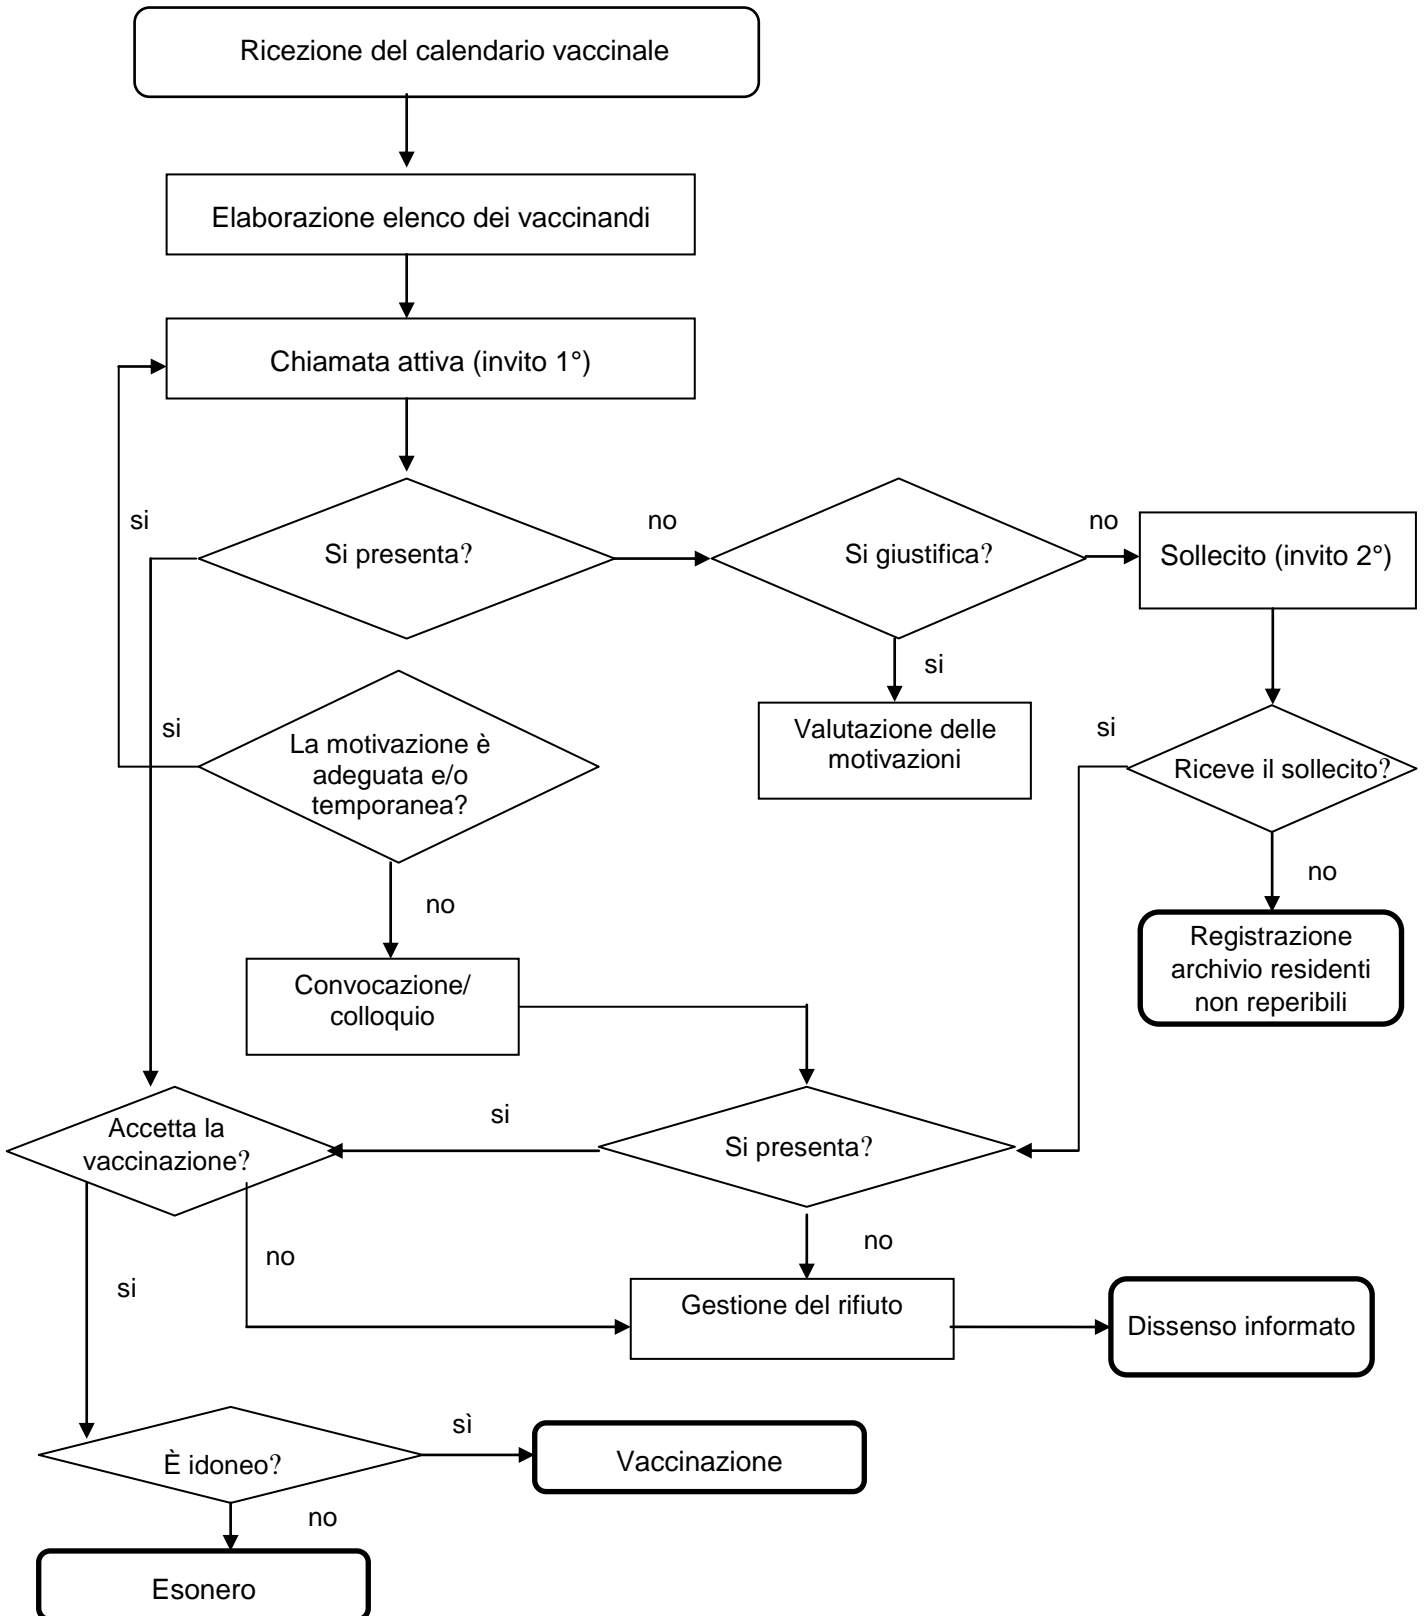 Ricezione del calendario vaccinale
Elaborazione elenco dei vaccinandi
Chiamata attiva (invito 1°)
si
Si presenta?
no
Si giustifica?
no
Sollecito (invito 2°)
si
Valutazione delle
motivazioni
si
La motivazione è
adeguata e/o
temporanea?
si
Riceve il sollecito?
no
no
Registrazione
archivio residenti
non reperibili
Convocazione/
colloquio
Accetta la
vaccinazione?
si
Si presenta?
no
no
si
Gestione del rifiuto
Dissenso informato
È idoneo?
sì
Vaccinazione
no
Esonero